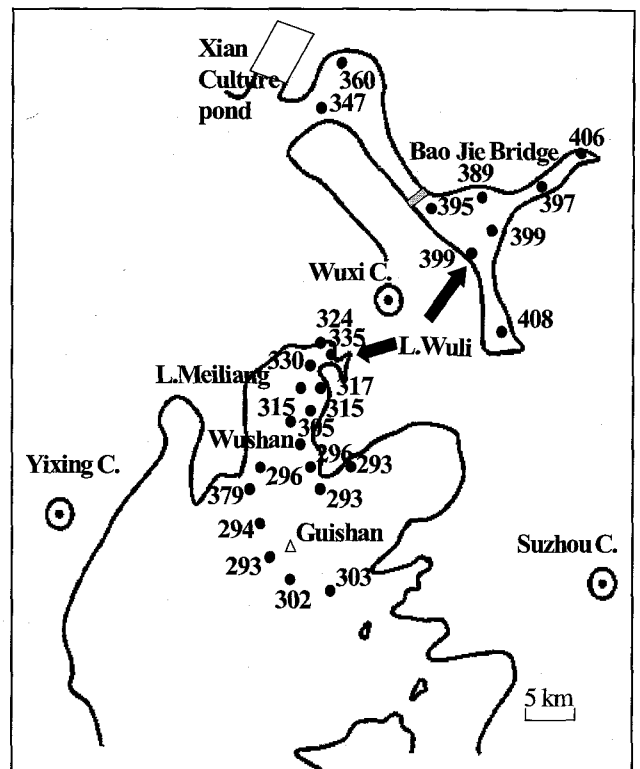 Xian
Culture
pond
360
347
Bao Jie Bridge
406
389
395
397
399
399
Wuxi C.
408
324
335
L.Wuli
330
L.Meiliang
317
315
315
305
Wushan
296
293
Yixing C.
296
379
293
294
Guishan
Suzhou C.
293
303
302
5 km